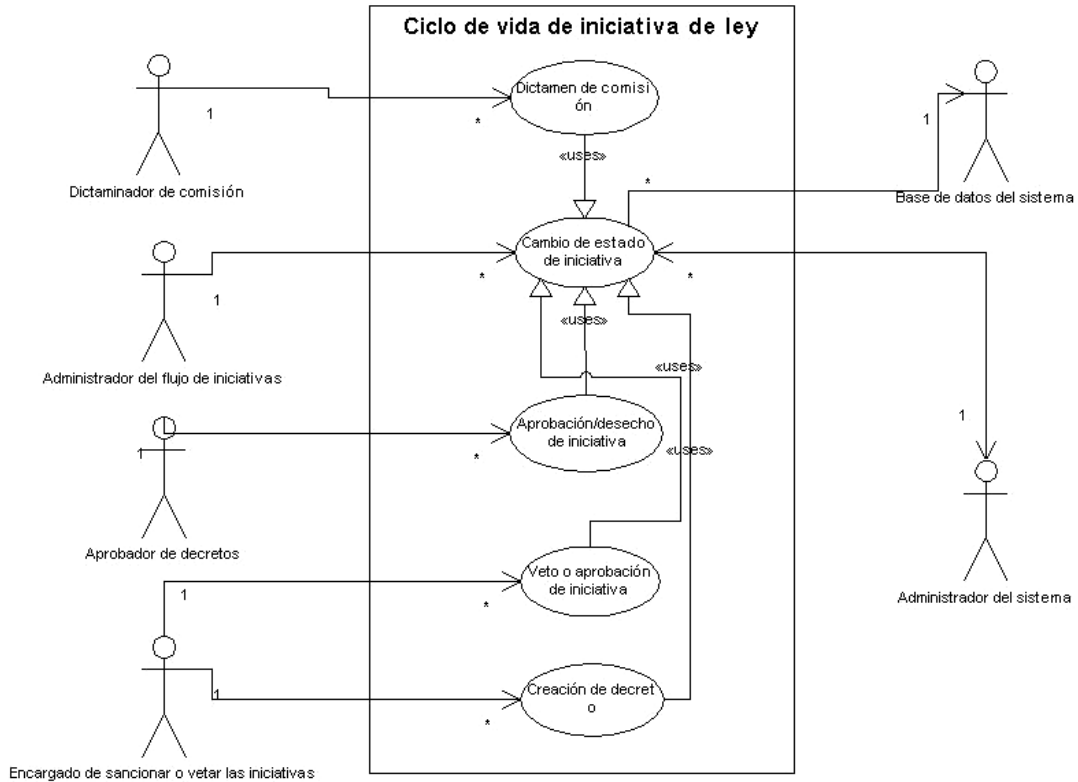 Ciclo de vida de iniciativa de ley
Dictamen de comisi
ón
1
*
«uses»
*
1
Dictaminador de comisión
Base de datos del sistema
Cambio de estado
de iniciativa
*
*
1
Administrador del flujo de iniciativas
«uses»
«uses»
1
Aprobación/desecho
de iniciativa
1
*
«uses»
Aprobador de decretos
Veto o aprobación
de iniciativa
1
*
Administrador del sistema
Creación de decret
o
1
*
Encargado de sancionar o vetar las iniciativas